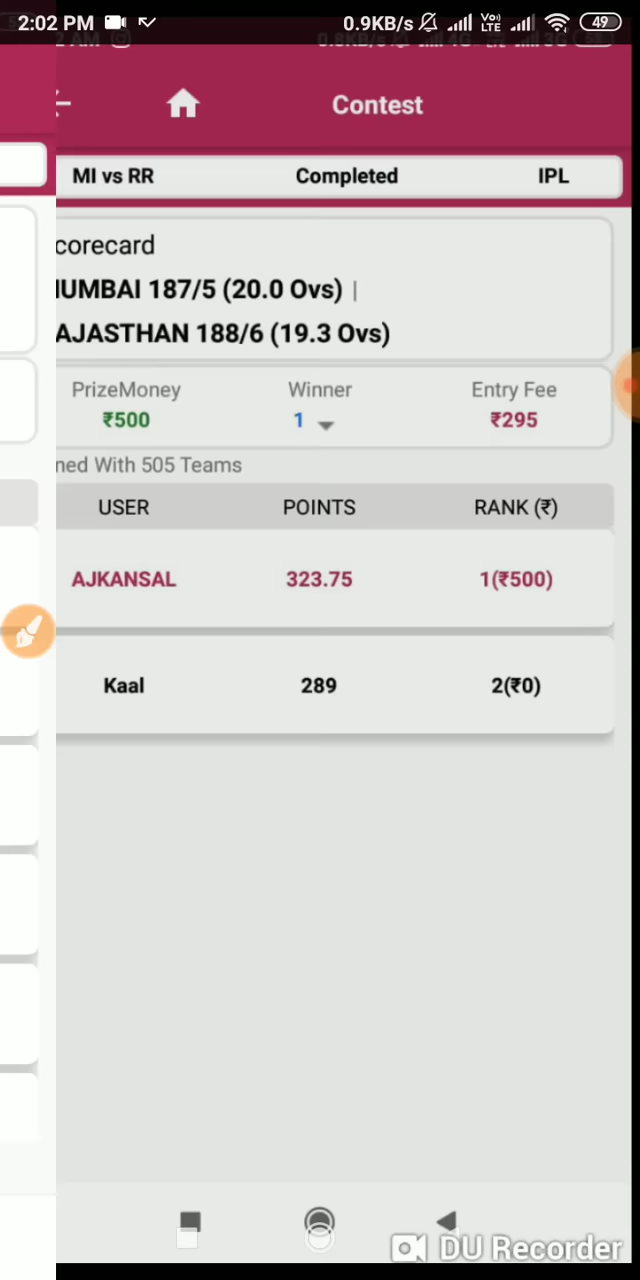 2:02 PM 0.9KB/s Vo) LTE 49
Contest
MI vs RR Completed IPL
corecard
UMBAI 187/5 (20.0 Ovs) |
AJASTHAN 188/6 (19.3 Ovs)
PrizeMoney Winner Entry Fee
₹500 1 ₹295
ned With 505 Teams
USER POINTS RANK (₹)
AJKANSAL 323.75 1(₹500)
Kaal 289 2(₹0)
DU Recorder